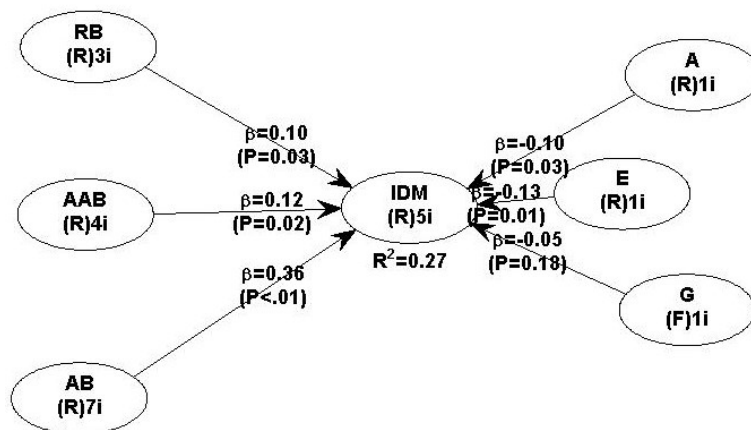 RB
(R)3i
A
(R)1i
β=0.10
(P=0.03)
β=-0.10
(P=0.03)
AAB
(R)4i
β=0.12
(P=0.02)
IDM
(R)5i
R²=0.27
β=-0.13
(P=0.01)
E
(R)1i
β=0.36
(P<.01)
β=-0.05
(P=0.18)
G
(F)1i
AB
(R)7i